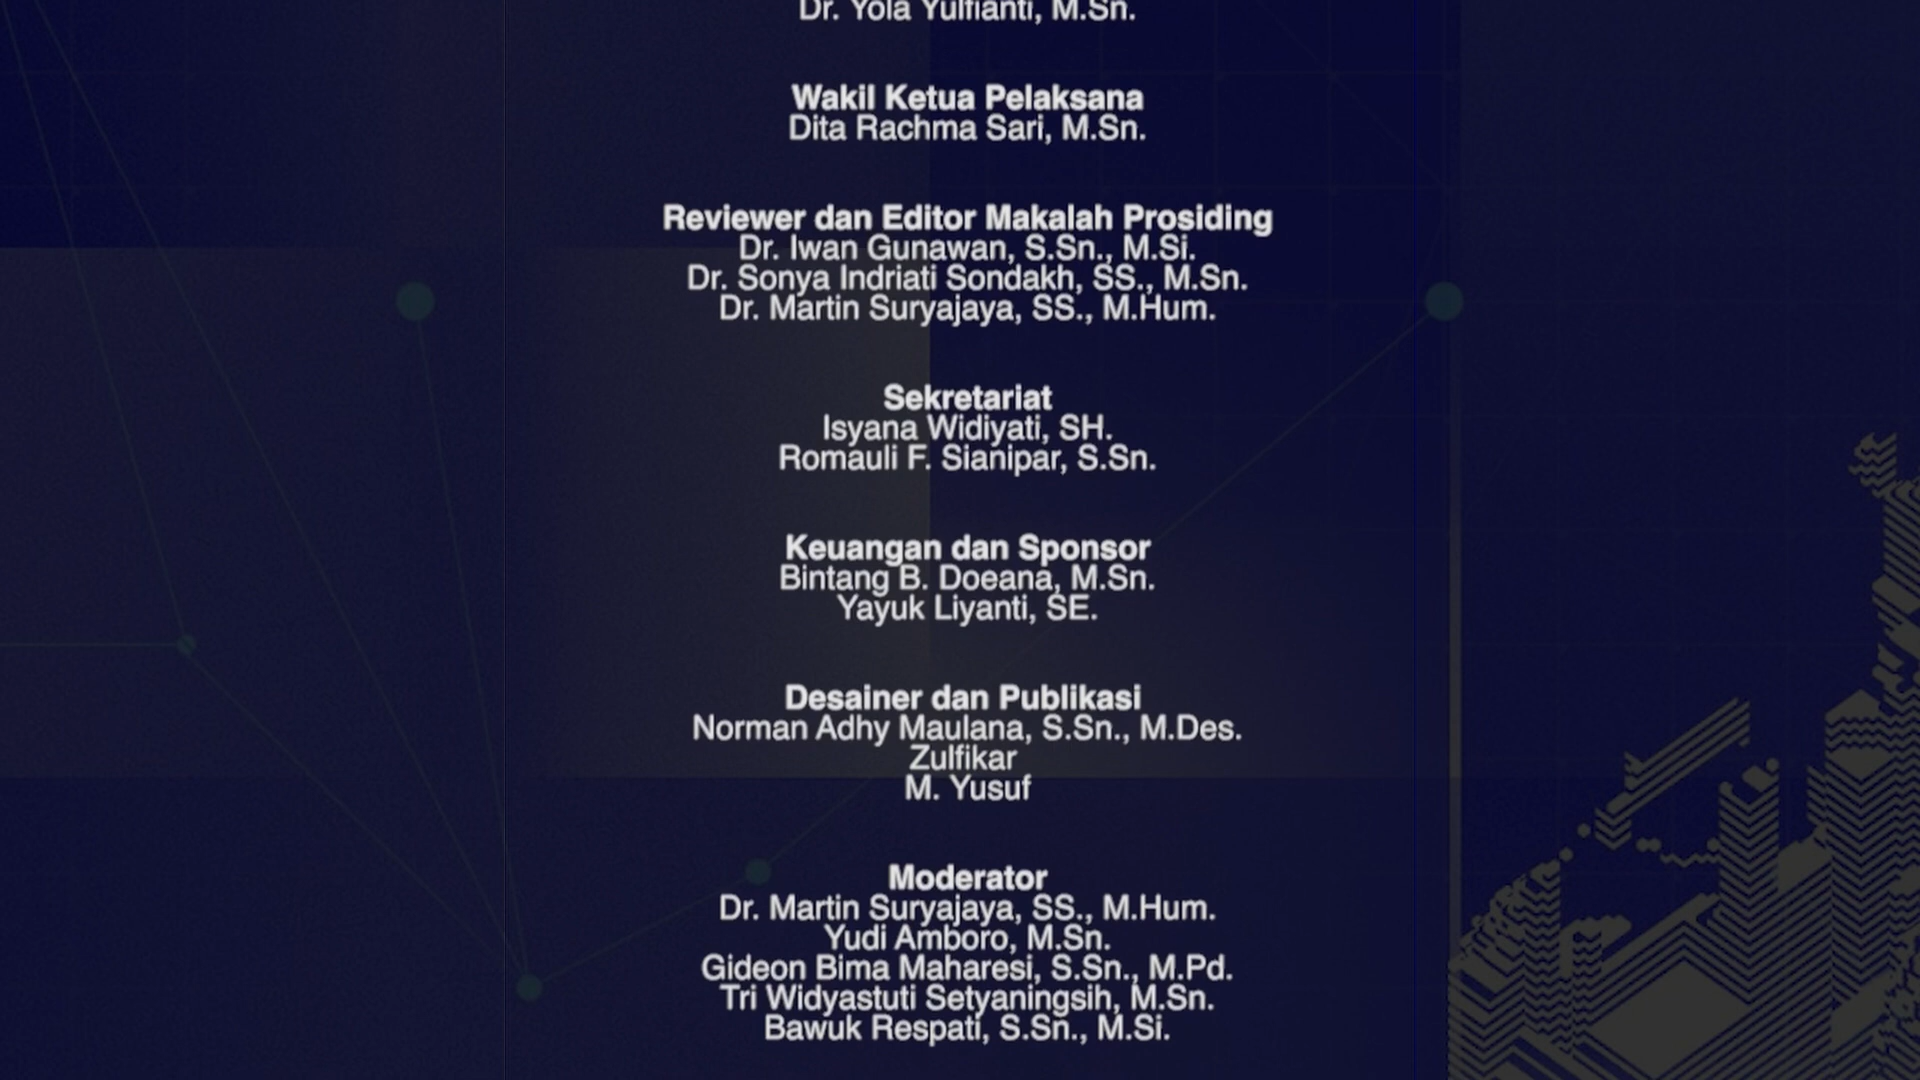 Dr. Yola Yulfianti, M.Sn.
Wakil Ketua Pelaksana
Dita Rachma Sari, M.Sn.
Reviewer dan Editor Makalah Prosiding
Dr. Iwan Gunawan, S.Sn., M.Si.
Dr. Sonya Indriati Sondakh, SS., M.Sn.
Dr. Martin Suryajaya, SS., M.Hum.
Sekretariat
Isyana Widiyati, SH.
Romauli F. Sianipar, S.Sn.
Keuangan dan Sponsor
Bintang B. Doeana, M.Sn.
Yayuk Liyanti, SE.
Desainer dan Publikasi
Norman Adhy Maulana, S.Sn., M.Des.
Zulfikar
M. Yusuf
Moderator
Dr. Martin Suryajaya, SS., M.Hum.
Yudi Amboro, M.Sn.
Gideon Bima Maharesi, S.Sn., M.Pd.
Tri Widyastuti Setyaningsih, M.Sn.
Bawuk Respati, S.Sn., M.Si.